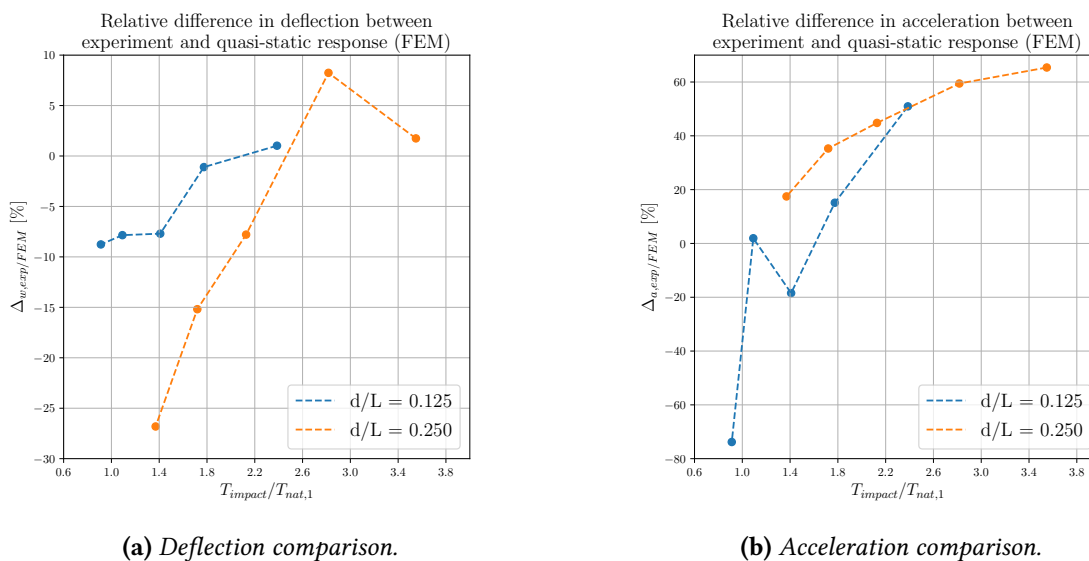 Relative difference in deflection between
experiment and quasi-static response (FEM)
10
5
0
−5
−10
−15
−20
−25
−30
Δw,exp/FEM [%]
d/L = 0.125
d/L = 0.250
0.6 1.0 1.4 1.8 2.2 2.6 3.0 3.4 3.8
Timpact/Tnat,1
(a) Deflection comparison.
Relative difference in acceleration between
experiment and quasi-static response (FEM)
60
40
20
0
−20
−40
−60
−80
Δa,exp/FEM [%]
d/L = 0.125
d/L = 0.250
0.6 1.0 1.4 1.8 2.2 2.6 3.0 3.4 3.8
Timpact/Tnat,1
(b) Acceleration comparison.